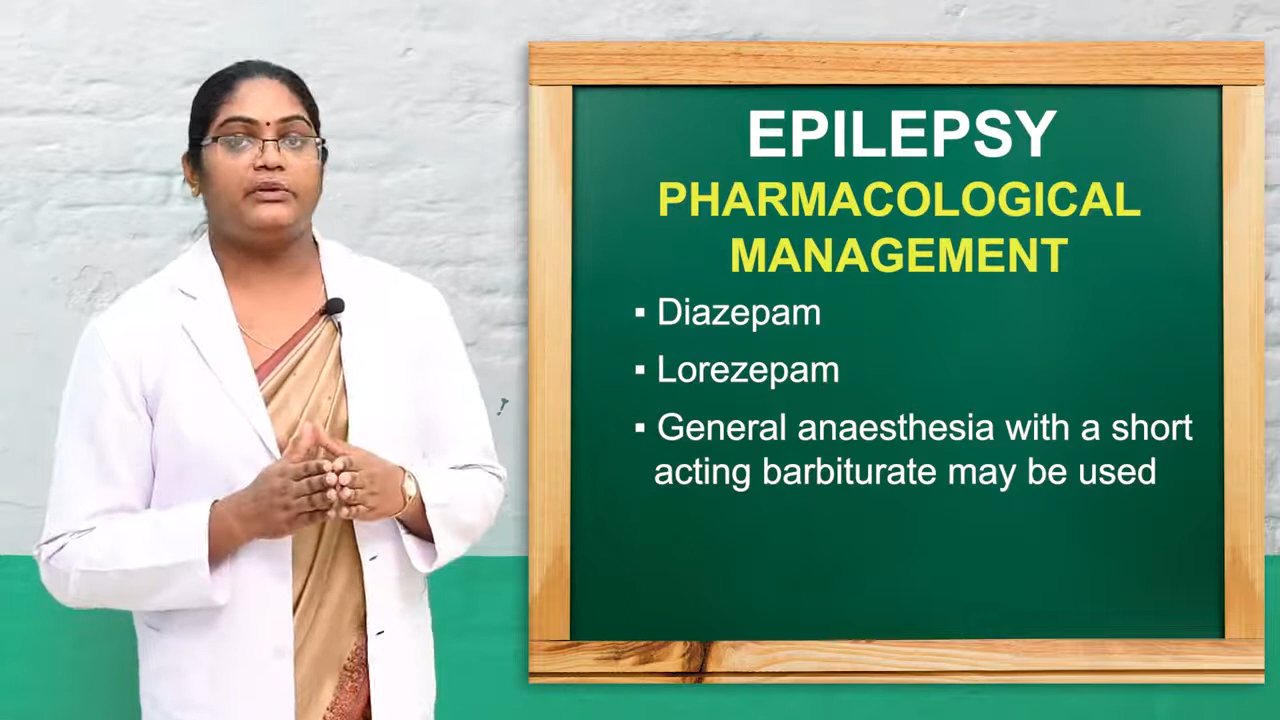 EPILEPSY
PHARMACOLOGICAL
MANAGEMENT
▪ Diazepam
▪ Lorezepam
▪ General anaesthesia with a short
acting barbiturate may be used